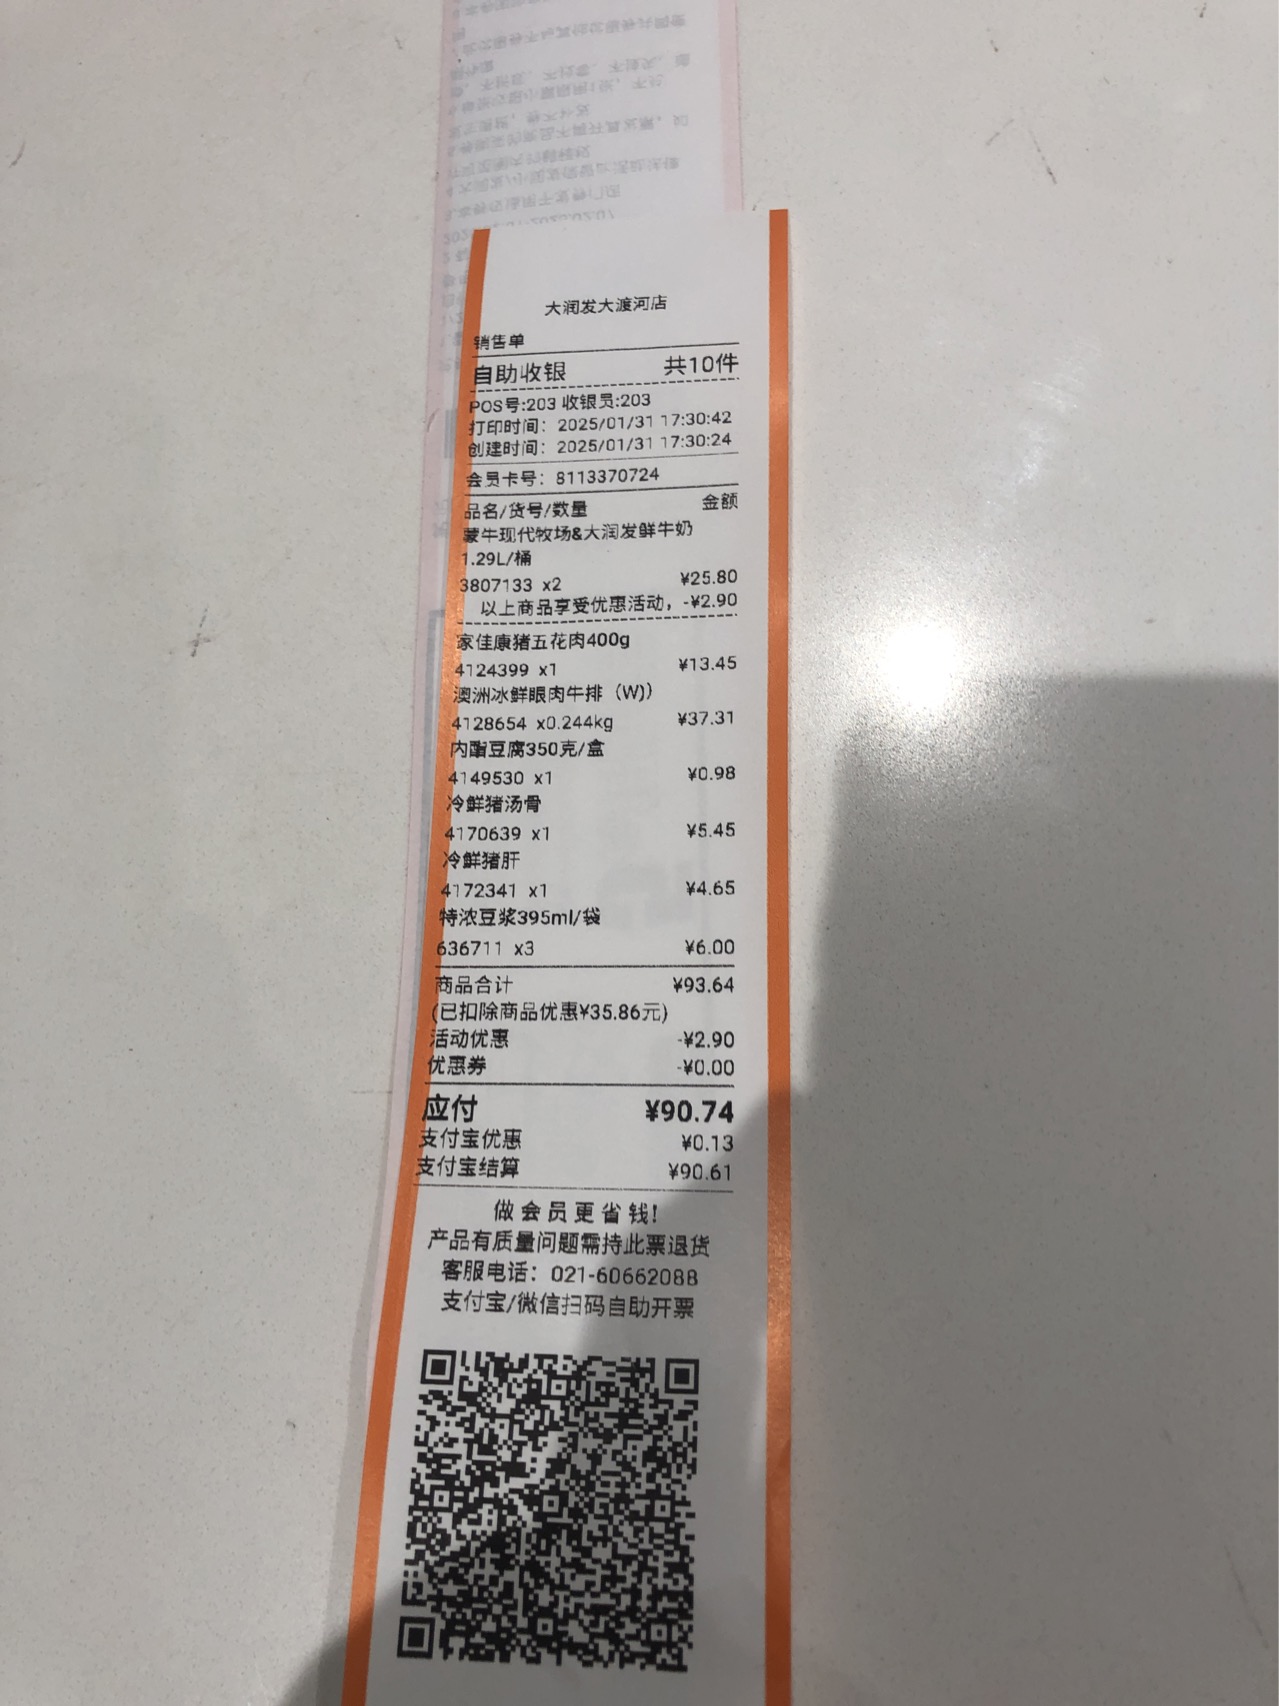 大润发大渡河店
销售单
自助收银 共10件
POS号:203 收银员:203
打印时间：2025/01/31 17:30:42
创建时间：2025/01/31 17:30:24
会员卡号：8113370724
品名/货号/数量 金额
蒙牛现代牧场&大润发鲜牛奶
1.29L/桶
3807133 x2 ¥25.80
以上商品享受优惠活动，-¥2.90
家佳康猪五花肉400g
4124399 x1 ¥13.45
澳洲冰鲜眼肉牛排（W)）
4128654 x0.244kg ¥37.31
内酯豆腐350克/盒
4149530 x1 ¥0.98
冷鲜猪汤骨
4170639 x1 ¥5.45
冷鲜猪肝
4172341 x1 ¥4.65
特浓豆浆395ml/袋
636711 x3 ¥6.00
商品合计 ¥93.64
(已扣除商品优惠¥35.86元)
活动优惠 -¥2.90
优惠券 -¥0.00
应付 ¥90.74
支付宝优惠 ¥0.13
支付宝结算 ¥90.61
做会员更省钱!
产品有质量问题需持此票退货
客服电话：021-60662088
支付宝/微信扫码自助开票